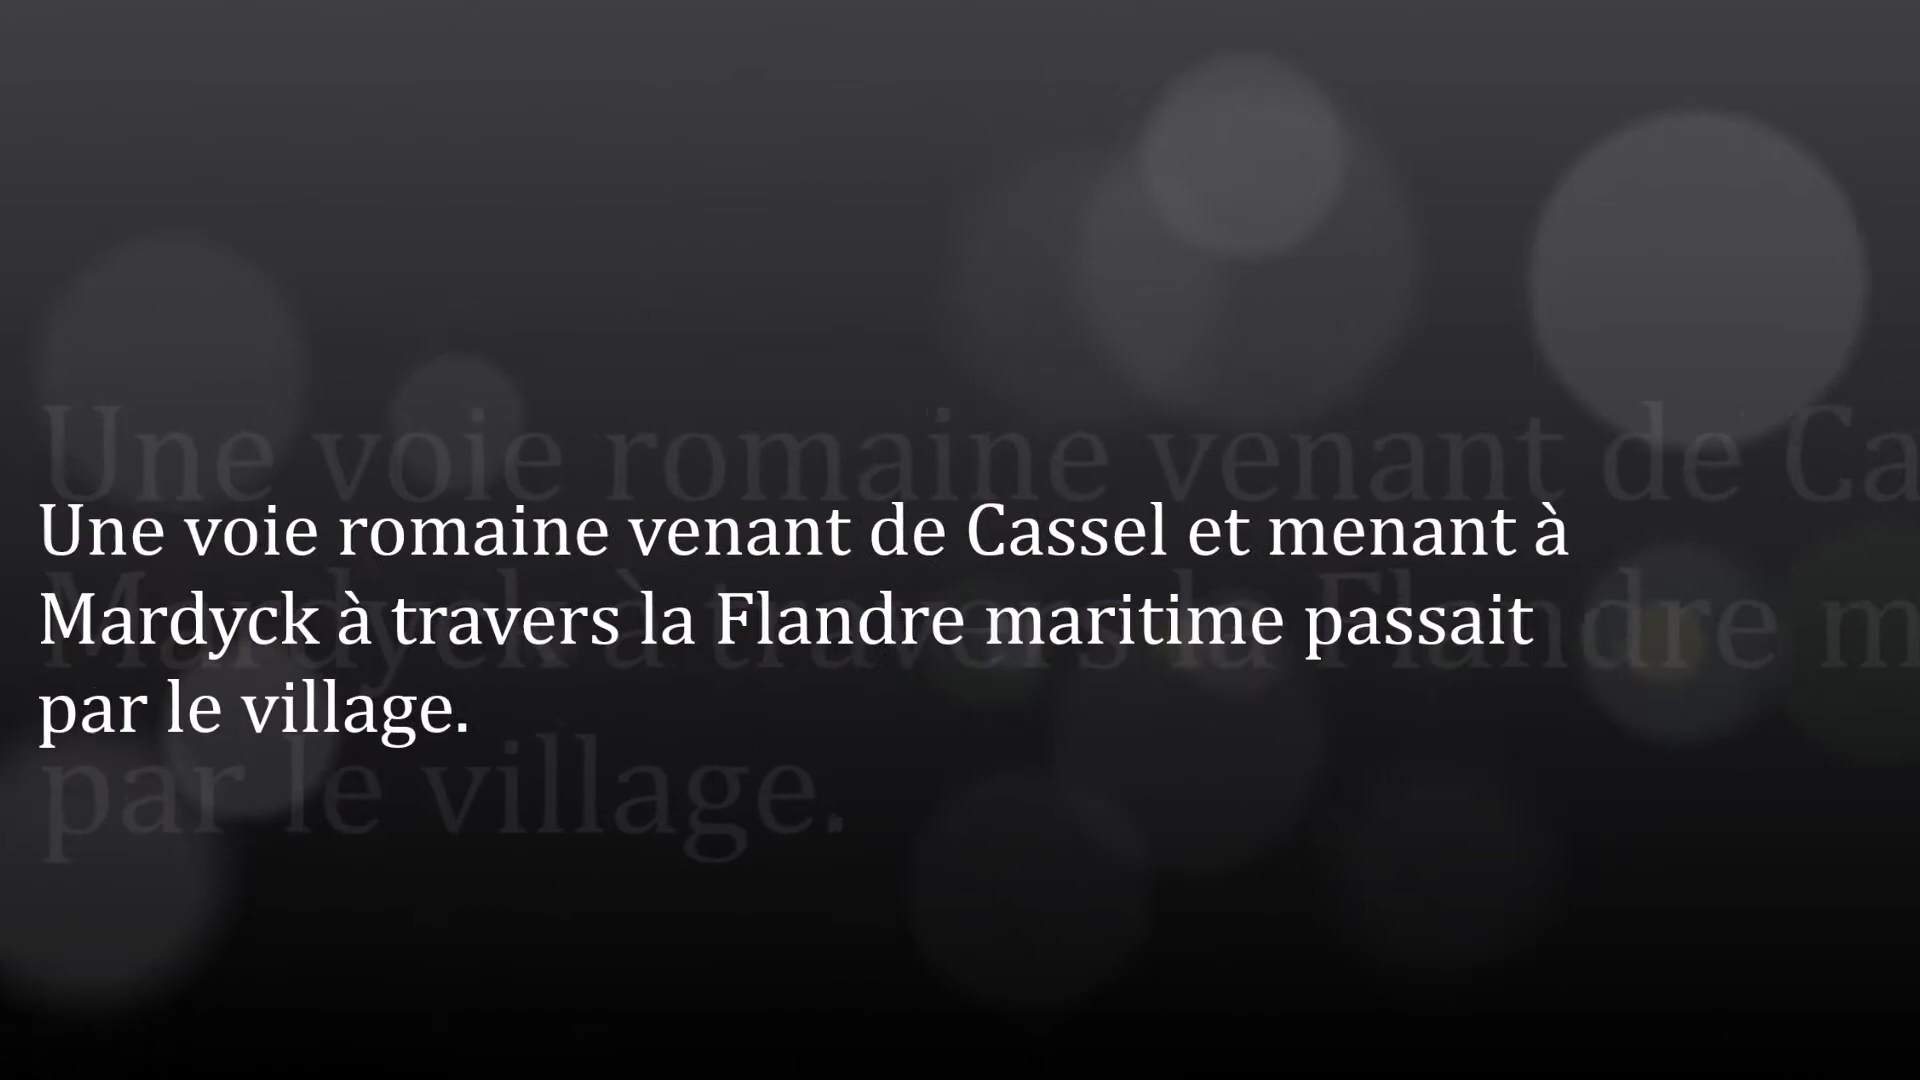 Une voie romaine venant de Cassel et menant à
Mardyck à travers la Flandre maritime passait
par le village.